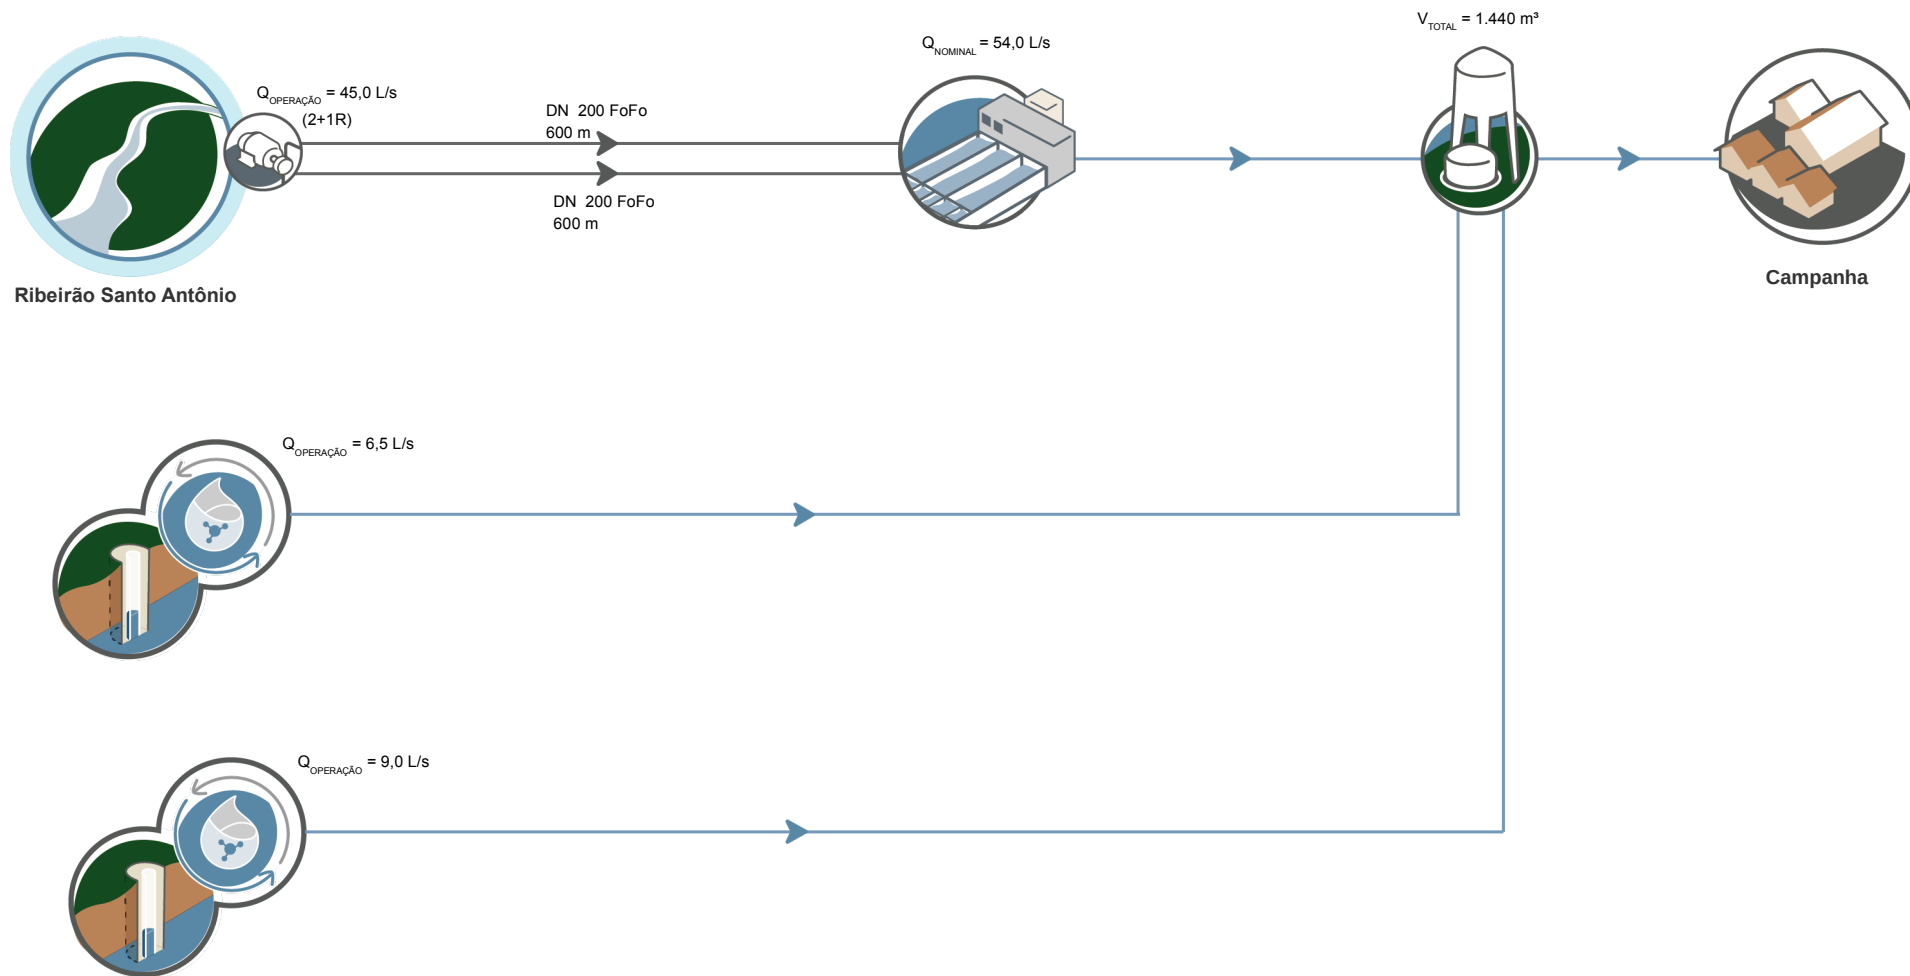 V_TOTAL = 1.440 m³
Q_NOMINAL = 54,0 L/s
Q_OPERAÇÃO = 45,0 L/s
(2+1R)
DN 200 FoFo
600 m
DN 200 FoFo
600 m
Ribeirão Santo Antônio
Campanha
Q_OPERAÇÃO = 6,5 L/s
Q_OPERAÇÃO = 9,0 L/s